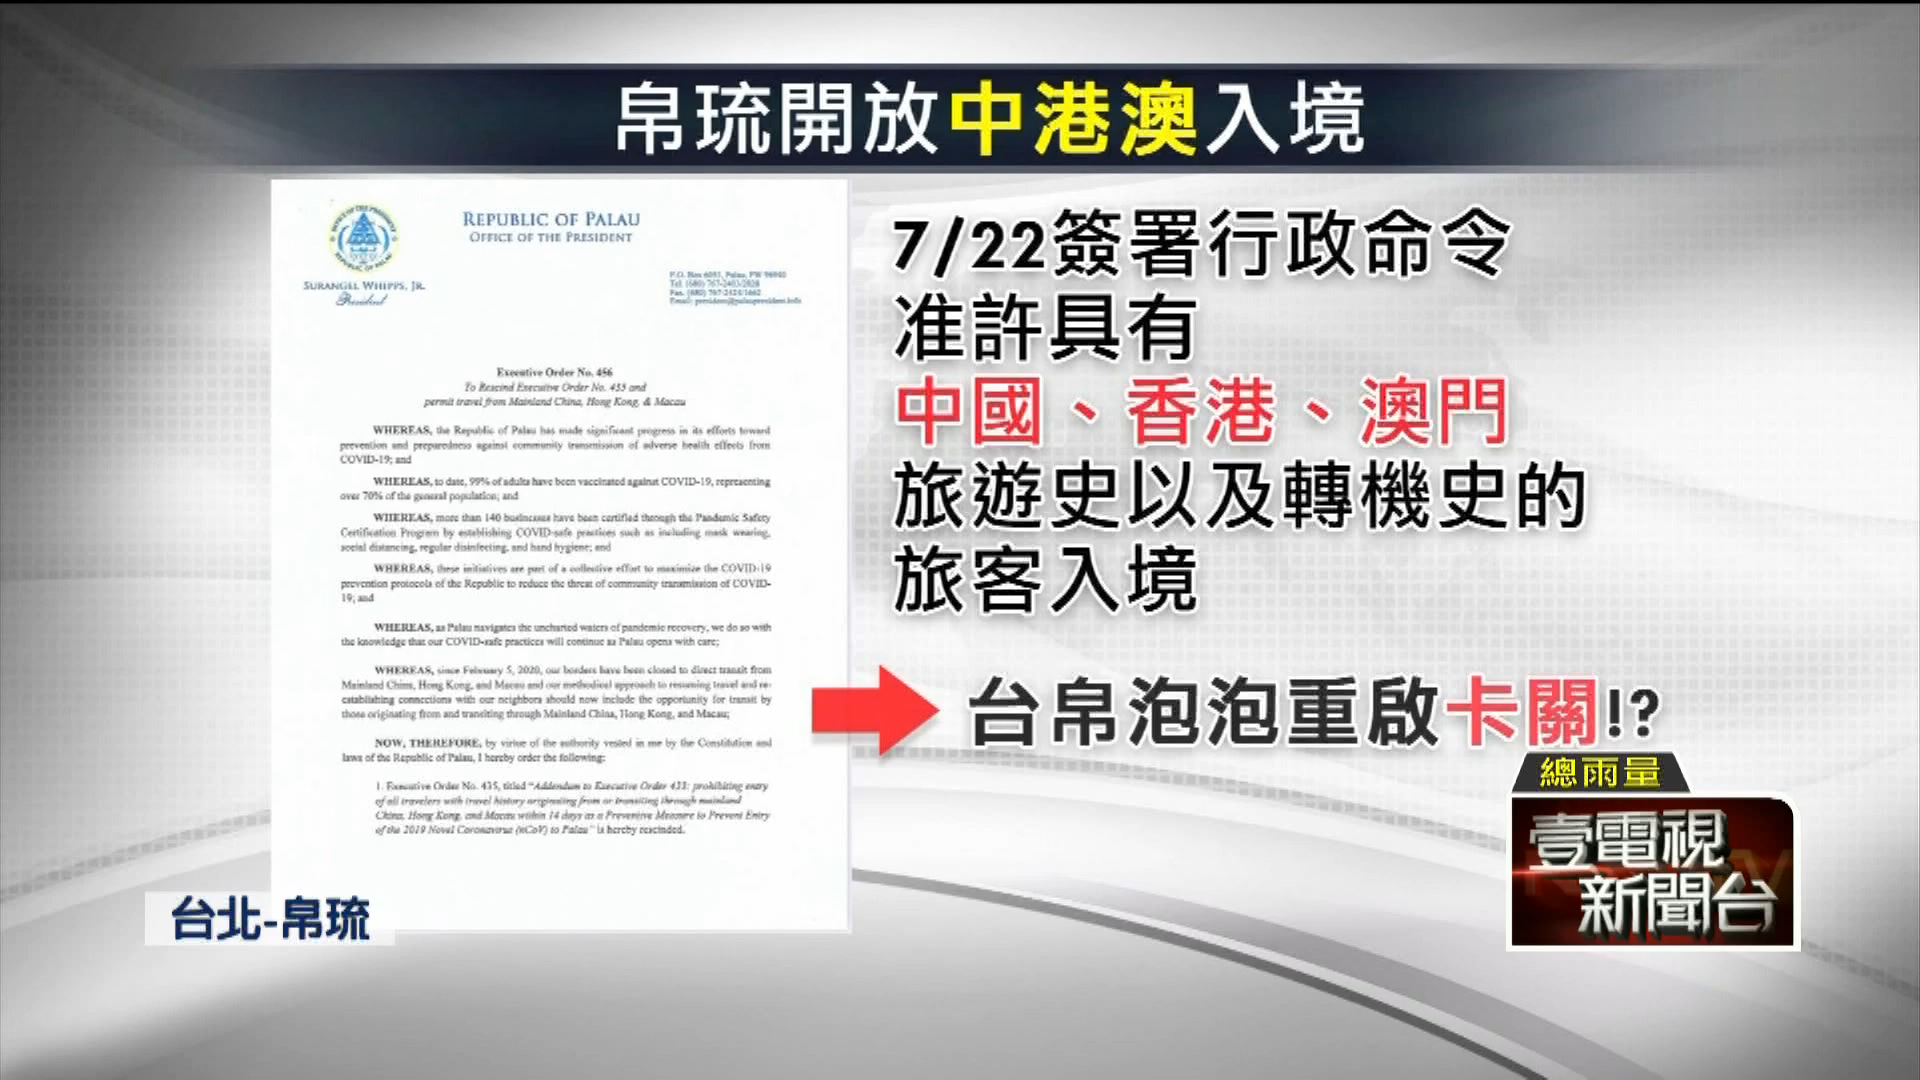 帛琉開放中港澳入境
REPUBLIC OF PALAU
OFFICE OF THE PRESIDENT
SURANGEL WHIPPS, JR.
President
P.O. Box 6051, Palau, PW 96940
Executive Order No. 456
To Rescind Executive Order No. 435 and
permit travel from Mainland China, Hong Kong, & Macau
WHEREAS, the Republic of Palau has made significant progress in its efforts toward
prevention and preparedness against community transmission of adverse health effects from
COVID-19; and
WHEREAS, to date, 99% of adults have been vaccinated against COVID-19, representing
over 70% of the general population; and
WHEREAS, more than 140 businesses have been certified through the Pandemic Safety
Certification Program by establishing COVID-safe practices such as including mask wearing,
social distancing, regular disinfecting, and hand hygiene; and
WHEREAS, these initiatives are part of a collective effort to maximize the COVID-19
prevention protocols of the Republic to reduce the threat of community transmission of COVID-
19; and
WHEREAS, as Palau navigates the uncharted waters of pandemic recovery, we do so with
the knowledge that our COVID-safe practices will continue as Palau opens with care;
WHEREAS, since February 5, 2020, our borders have been closed to direct transit from
Mainland China, Hong Kong, and Macau and our methodical approach to resuming travel and re-
establishing connections with our neighbors should now include the opportunity for transit by
those originating from and transiting through Mainland China, Hong Kong, and Macau;
NOW, THEREFORE, by virtue of the authority vested in me by the Constitution and
laws of the Republic of Palau, I hereby order the following:
1. Executive Order No. 435, titled "Addendum to Executive Order 433: prohibiting entry
of all travelers with travel history originating from or transiting through mainland
China, Hong Kong, and Macau within 14 days as a Preventive Measure to Prevent Entry
of the 2019 Novel Coronavirus (nCoV) to Palau" is hereby rescinded.
7/22簽署行政命令
准許具有
中國、香港、澳門
旅遊史以及轉機史的
旅客入境
台帛泡泡重啟卡關!?
總雨量
壹電視
新聞台
台北-帛琉